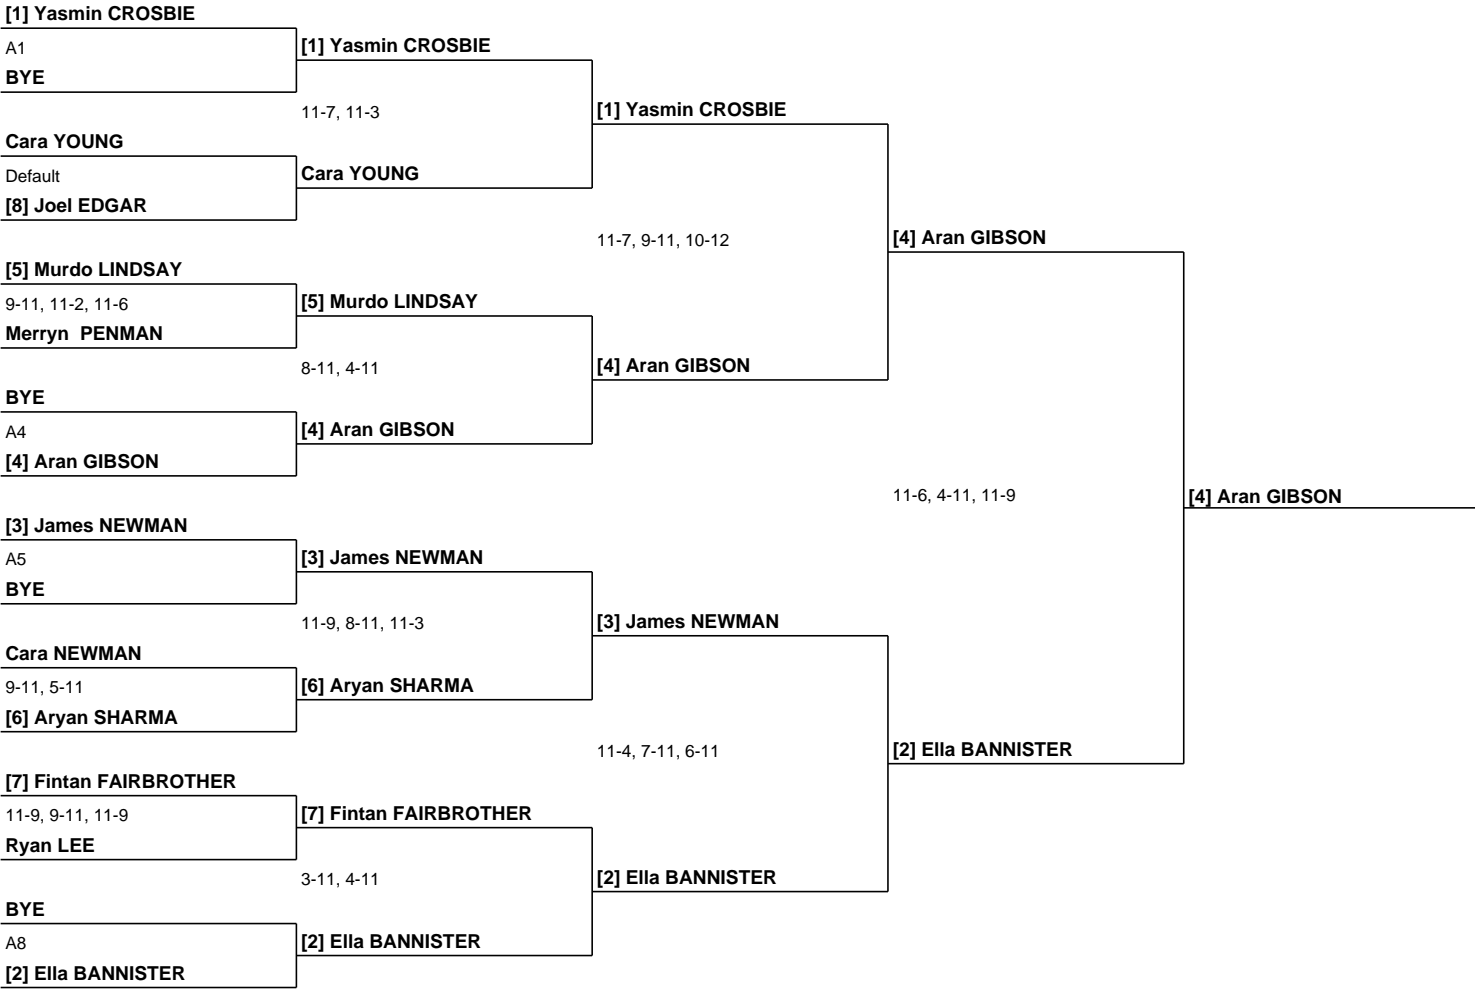 [1] Yasmin CROSBIE
A1
BYE
Cara YOUNG
Default
[8] Joel EDGAR
[5] Murdo LINDSAY
9-11, 11-2, 11-6
Merryn  PENMAN
BYE
A4
[4] Aran GIBSON
[3] James NEWMAN
A5
BYE
Cara NEWMAN
9-11, 5-11
[6] Aryan SHARMA
[7] Fintan FAIRBROTHER
11-9, 9-11, 11-9
Ryan LEE
BYE
A8
[2] Ella BANNISTER
[1] Yasmin CROSBIE
11-7, 11-3
Cara YOUNG
[5] Murdo LINDSAY
8-11, 4-11
[4] Aran GIBSON
[3] James NEWMAN
11-9, 8-11, 11-3
[6] Aryan SHARMA
[7] Fintan FAIRBROTHER
3-11, 4-11
[2] Ella BANNISTER
[1] Yasmin CROSBIE
11-7, 9-11, 10-12
[4] Aran GIBSON
[3] James NEWMAN
11-4, 7-11, 6-11
[2] Ella BANNISTER
[4] Aran GIBSON
11-6, 4-11, 11-9
[2] Ella BANNISTER
[4] Aran GIBSON